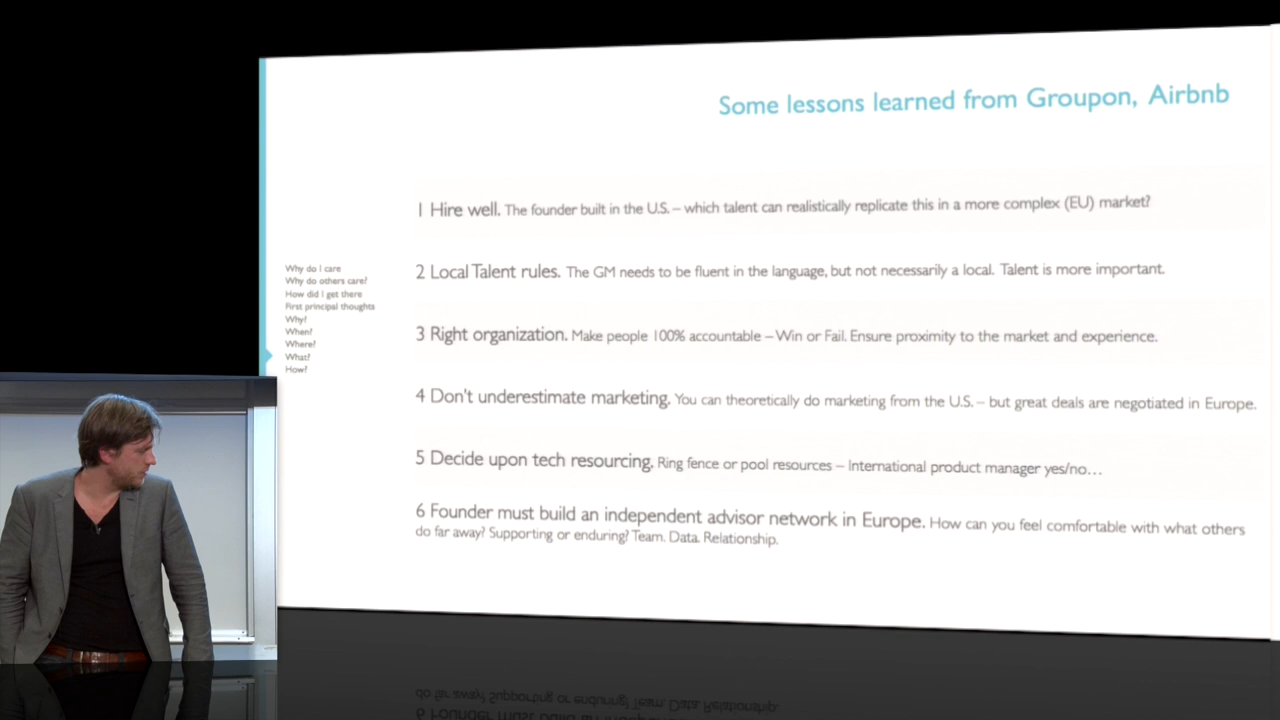 Some lessons learned from Groupon, Airbnb
1 Hire well. The founder built in the U.S. – which talent can realistically replicate this in a more complex (EU) market?
2 Local Talent rules. The GM needs to be fluent in the language, but not necessarily a local. Talent is more important.
3 Right organization. Make people 100% accountable – Win or Fail. Ensure proximity to the market and experience.
4 Don't underestimate marketing. You can theoretically do marketing from the U.S. – but great deals are negotiated in Europe.
5 Decide upon tech resourcing. Ring fence or pool resources – International product manager yes/no…
6 Founder must build an independent advisor network in Europe. How can you feel comfortable with what others
do far away? Supporting or enduring? Team. Data. Relationship.
Why do I care
Why do others care?
How did I get there
First principal thoughts
Why?
When?
Where?
What?
How?